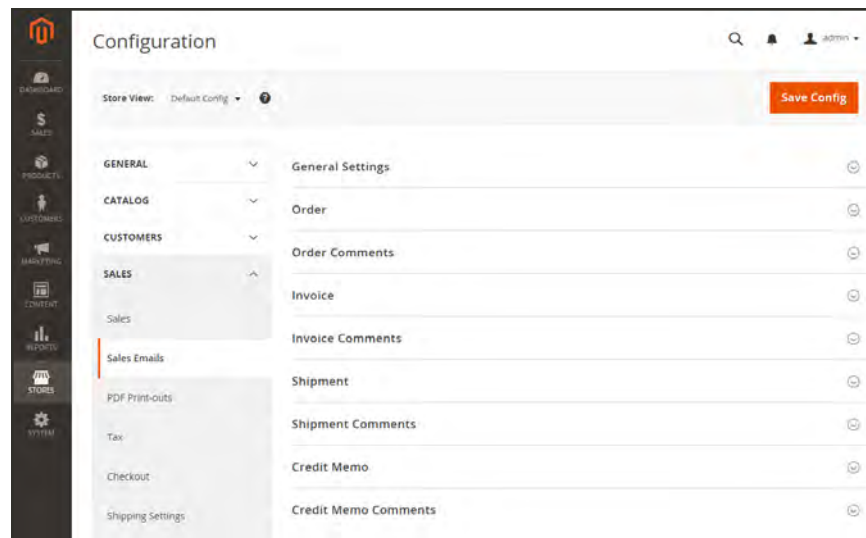 Configuration
admin
DASHBOARD
Store View: Default Config
Save Config
SALES
PRODUCTS
CUSTOMERS
MARKETING
CONTENT
REPORTS
STORES
SYSTEM
GENERAL
CATALOG
CUSTOMERS
SALES
Sales
Sales Emails
PDF Print-outs
Tax
Checkout
Shipping Settings
General Settings
Order
Order Comments
Invoice
Invoice Comments
Shipment
Shipment Comments
Credit Memo
Credit Memo Comments